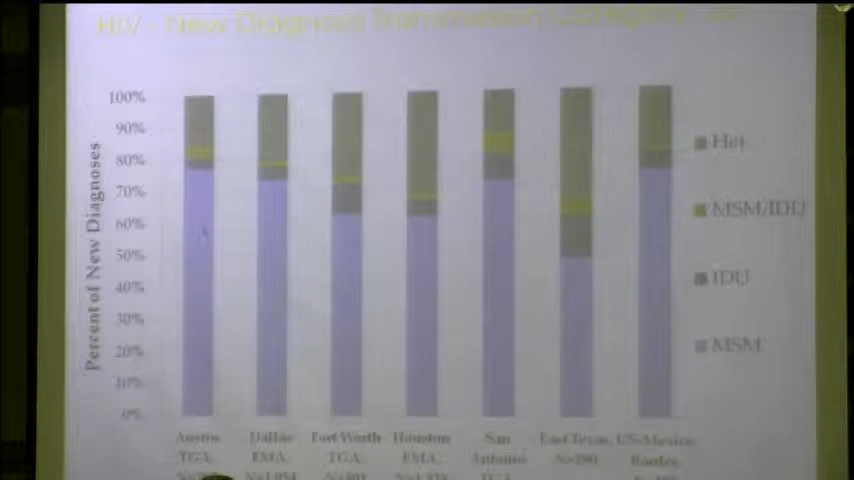 HIV - New Diagnosis Transmission Category
Percent of New Diagnoses
100%
90%
80%
70%
60%
50%
40%
30%
20%
10%
0%
Het
MSM/IDU
IDU
MSM
Austin
TGA,
Dallas
EMA,
Fort Worth
TGA,
Houston
EMA,
San
Antonio
East Texas,
US-Mexico
Border,